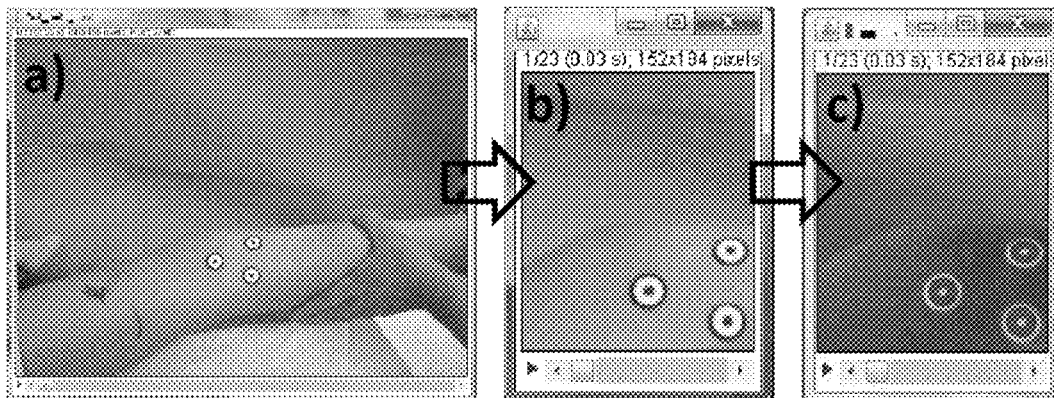 a)
b)
1/23 (0.03 s); 152x184 pixels
c)
1/23 (0.03 s); 152x184 pixel